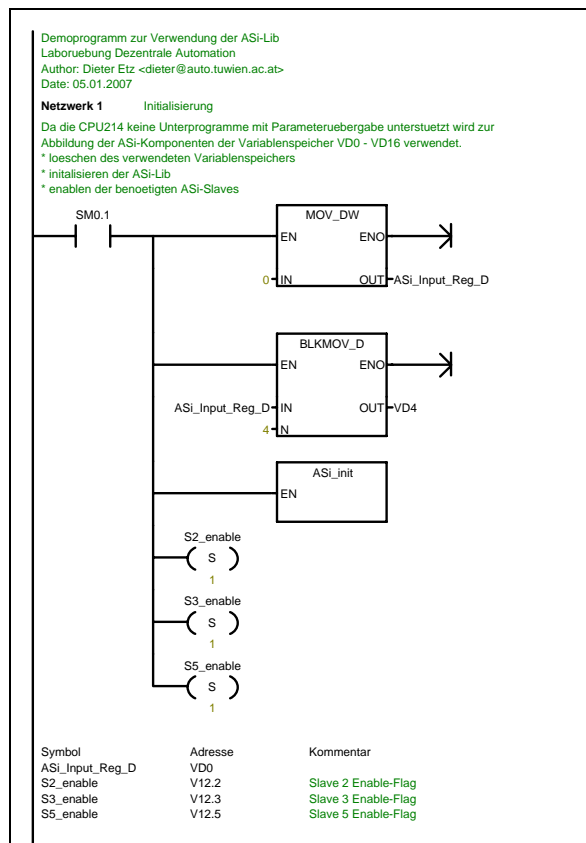 Demoprogramm zur Verwendung der ASi-Lib
Laboruebung Dezentrale Automation
Author: Dieter Etz <dieter@auto.tuwien.ac.at>
Date: 05.01.2007
Netzwerk 1 Initialisierung
Da die CPU214 keine Unterprogramme mit Parameteruebergabe unterstuetzt wird zur
Abbildung der ASi-Komponenten der Variablenspeicher VD0 - VD16 verwendet.
* loeschen des verwendeten Variablenspeichers
* initalisieren der ASi-Lib
* enablen der benoetigten ASi-Slaves
SM0.1 MOV_DW
EN ENO
0 IN OUT ASi_Input_Reg_D
BLKMOV_D
EN ENO
ASi_Input_Reg_D IN OUT VD4
4 N
ASi_init
EN
S2_enable
S
1
S3_enable
S
1
S5_enable
S
1
Symbol Adresse Kommentar
ASi_Input_Reg_D VD0
S2_enable V12.2 Slave 2 Enable-Flag
S3_enable V12.3 Slave 3 Enable-Flag
S5_enable V12.5 Slave 5 Enable-Flag